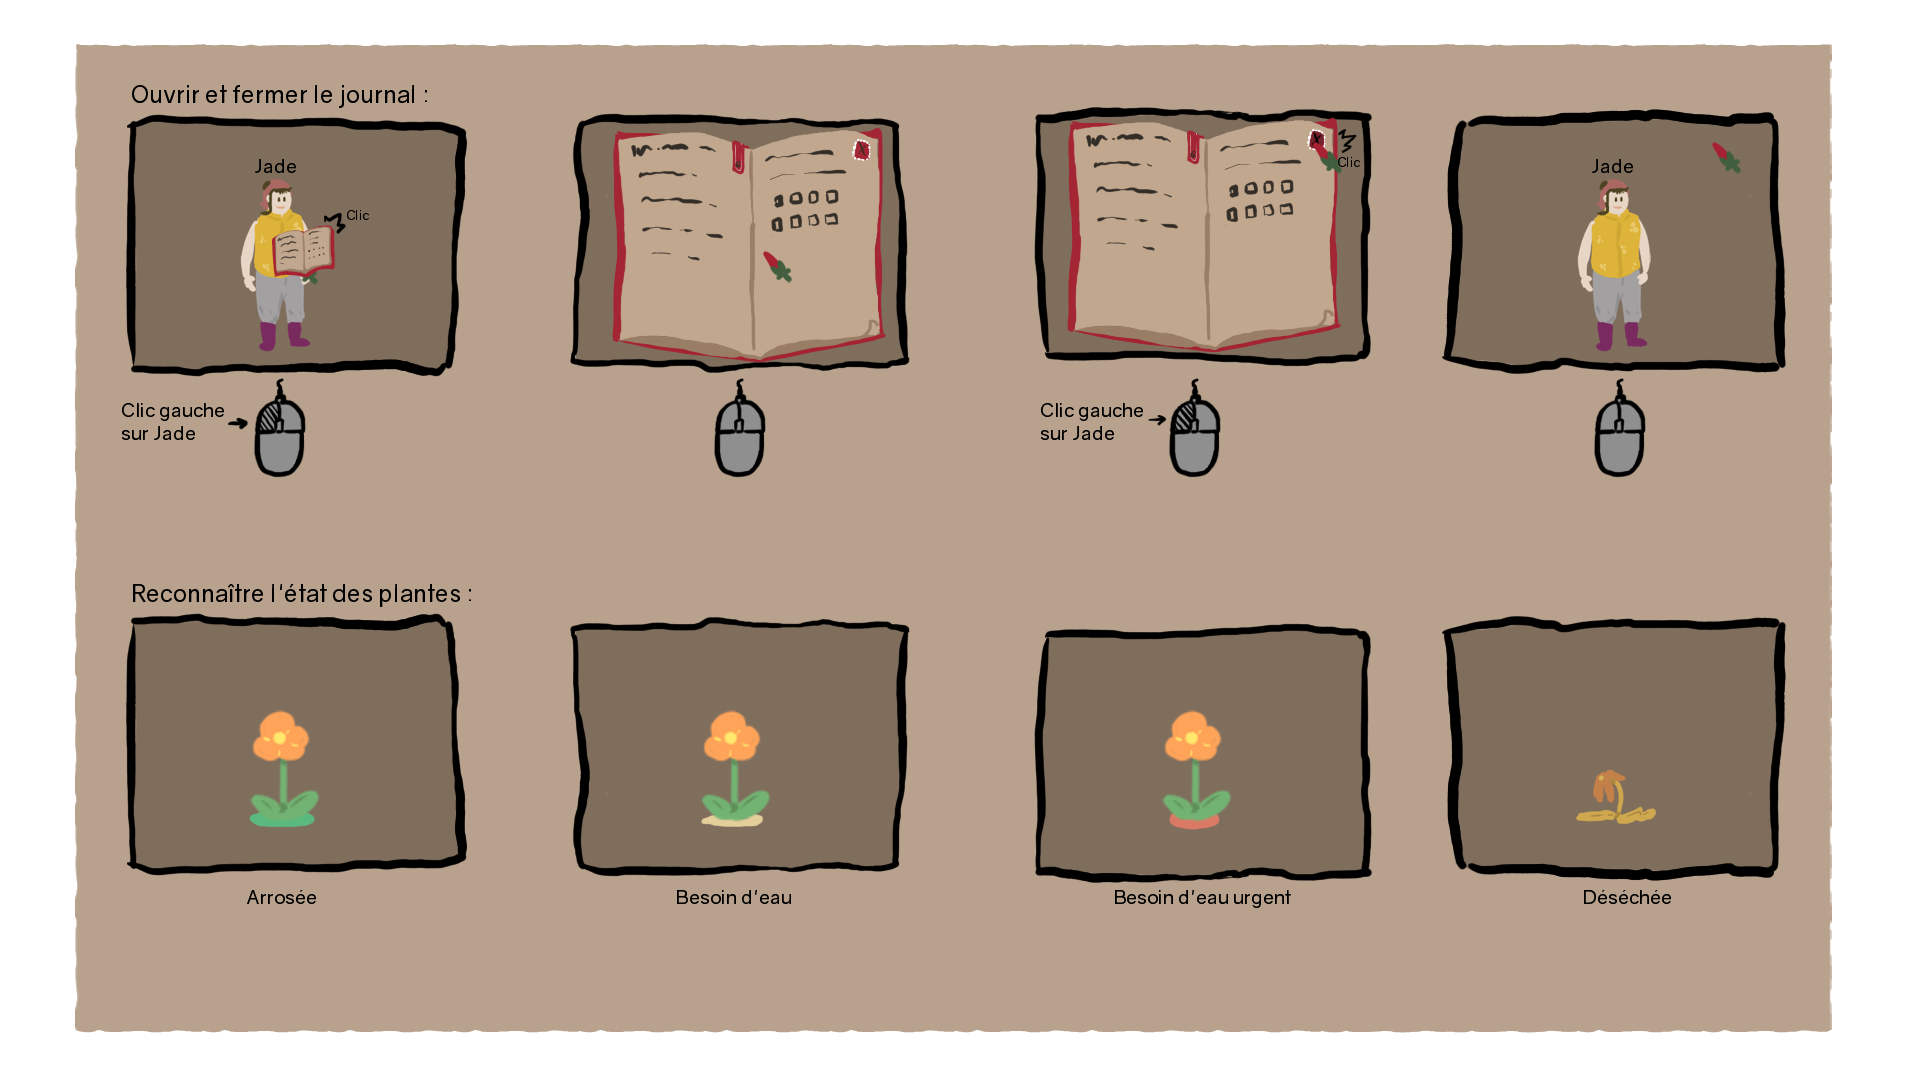 Ouvrir et fermer le journal :
Jade
Clic
Clic
Jade
Clic gauche
sur Jade
Clic gauche
sur Jade
Reconnaître l'état des plantes :
Arrosée
Besoin d'eau
Besoin d'eau urgent
Déséchée